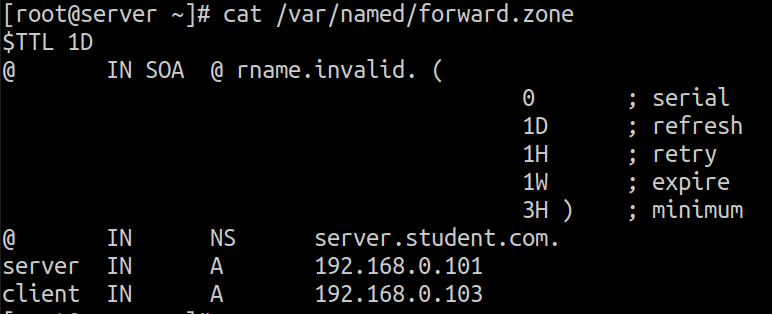 [root@server ~]# cat /var/named/forward.zone
$TTL 1D
@ IN SOA @ rname.invalid. (
0 ; serial
1D ; refresh
1H ; retry
1W ; expire
3H ) ; minimum
@ IN NS server.student.com.
server IN A 192.168.0.101
client IN A 192.168.0.103